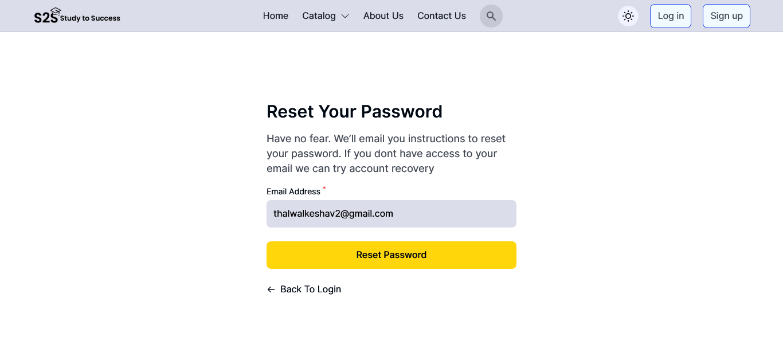 S2S Study to Success
Home
Catalog
About Us
Contact Us
Log in
Sign up
Reset Your Password
Have no fear. We’ll email you instructions to reset
your password. If you dont have access to your
email we can try account recovery
Email Address *
thalwalkeshav2@gmail.com
Reset Password
Back To Login